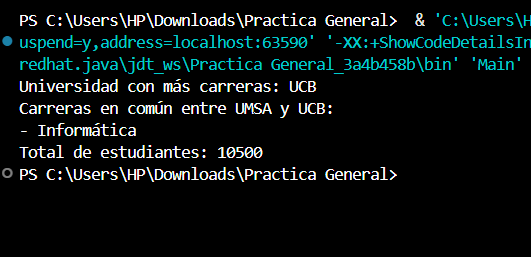 PS C:\Users\HP\Downloads\Practica General>  & 'C:\Users\H
uspend=y,address=localhost:63590' '-XX:+ShowCodeDetailsIn
redhat.java\jdt_ws\Practica General_3a4b458b\bin' 'Main'
Universidad con más carreras: UCB
Carreras en común entre UMSA y UCB:
- Informática
Total de estudiantes: 10500
PS C:\Users\HP\Downloads\Practica General>